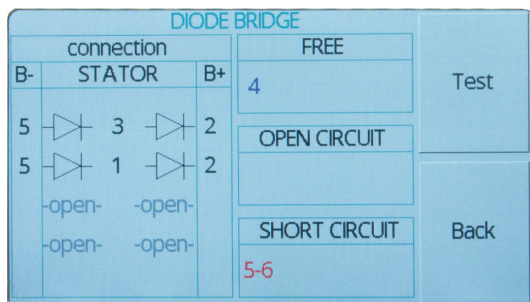 DIODE BRIDGE
connection
B- STATOR B+
5 3 2
5 1 2
-open- -open-
-open- -open-
FREE
4
OPEN CIRCUIT
SHORT CIRCUIT
5-6
Test
Back